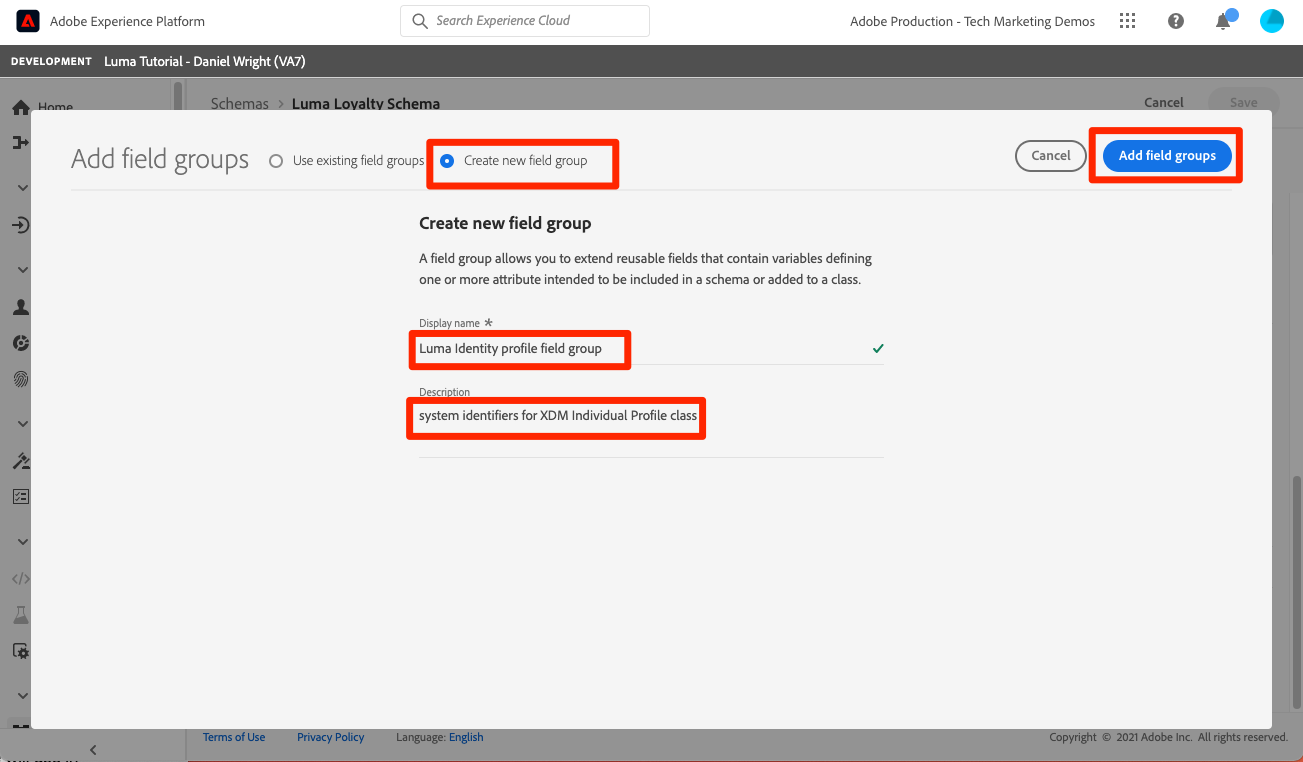 Adobe Experience Platform
Search Experience Cloud
Adobe Production - Tech Marketing Demos
DEVELOPMENT Luma Tutorial - Daniel Wright (VA7)
Home
Schemas > Luma Loyalty Schema
Cancel
Save
Add field groups
Use existing field groups
Create new field group
Cancel
Add field groups
Create new field group
A field group allows you to extend reusable fields that contain variables defining
one or more attribute intended to be included in a schema or added to a class.
Display name *
Luma Identity profile field group
Description
system identifiers for XDM Individual Profile class
Terms of Use
Privacy Policy
Language: English
Copyright © 2021 Adobe Inc. All rights reserved.